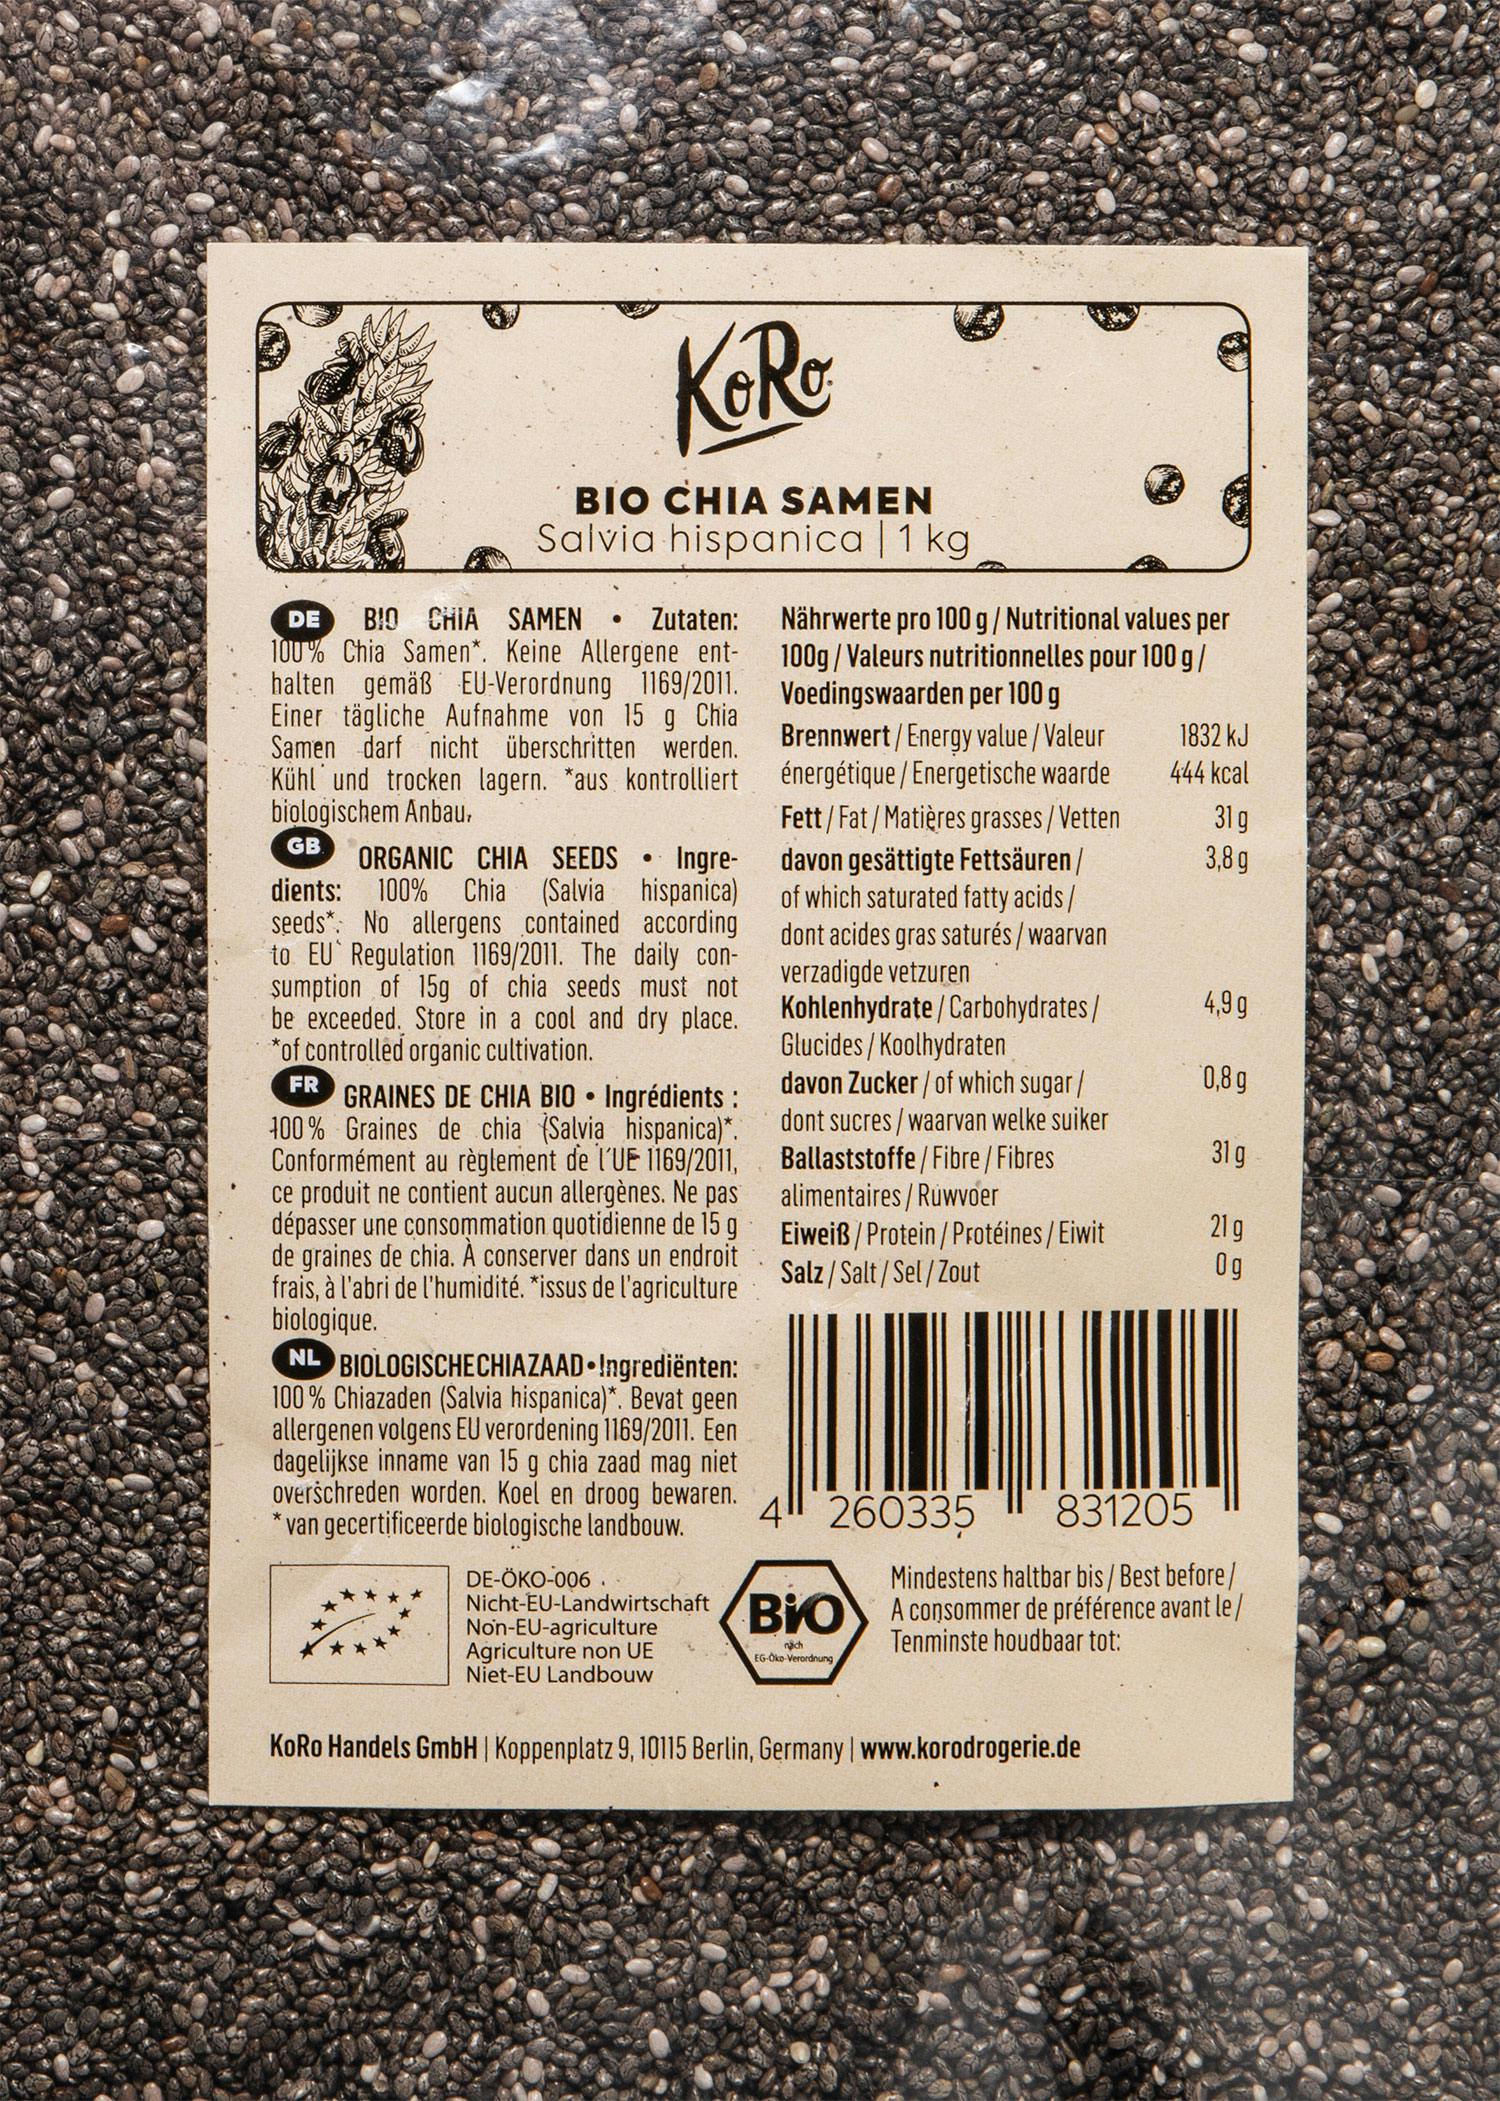 KoRo
BIO CHIA SAMEN
Salvia hispanica | 1 kg
DE BIO CHIA SAMEN • Zutaten:
100% Chia Samen*. Keine Allergene ent-
halten gemäß EU-Verordnung 1169/2011.
Einer tägliche Aufnahme von 15 g Chia
Samen darf nicht überschritten werden.
Kühl und trocken lagern. *aus kontrolliert
biologischem Anbau.
GB ORGANIC CHIA SEEDS • Ingre-
dients: 100% Chia (Salvia hispanica)
seeds*. No allergens contained according
to EU Regulation 1169/2011. The daily con-
sumption of 15g of chia seeds must not
be exceeded. Store in a cool and dry place.
*of controlled organic cultivation.
FR GRAINES DE CHIA BIO • Ingrédients :
100% Graines de chia (Salvia hispanica)*.
Conformément au règlement de l´UE 1169/2011,
ce produit ne contient aucun allergènes. Ne pas
dépasser une consommation quotidienne de 15 g
de graines de chia. À conserver dans un endroit
frais, à l'abri de l'humidité. *issus de l'agriculture
biologique.
NL BIOLOGISCHE CHIAZAAD • Ingrediënten:
100 % Chiazaden (Salvia hispanica)*. Bevat geen
allergenen volgens EU verordening 1169/2011. Een
dagelijkse inname van 15 g chia zaad mag niet
overschreden worden. Koel en droog bewaren.
* van gecertificeerde biologische landbouw.
Nährwerte pro 100 g / Nutritional values per
100g / Valeurs nutritionnelles pour 100 g /
Voedingswaarden per 100 g
Brennwert / Energy value / Valeur 1832 kJ
énergétique / Energetische waarde 444 kcal
Fett / Fat / Matières grasses / Vetten 31 g
davon gesättigte Fettsäuren / 3,8 g
of which saturated fatty acids /
dont acides gras saturés / waarvan
verzadigde vetzuren
Kohlenhydrate / Carbohydrates / 4,9 g
Glucides / Koolhydraten
davon Zucker / of which sugar / 0,8 g
dont sucres / waarvan welke suiker
Ballaststoffe / Fibre / Fibres 31 g
alimentaires / Ruwvoer
Eiweiß / Protein / Protéines / Eiwit 21 g
Salz / Salt / Sel / Zout 0 g
4 260335 831205
DE-ÖKO-006
Nicht-EU-Landwirtschaft
Non-EU-agriculture
Agriculture non UE
Niet-EU Landbouw
Bio
nach
EG-Öko-Verordnung
Mindestens haltbar bis / Best before /
A consommer de préférence avant le /
Tenminste houdbaar tot:
KoRo Handels GmbH | Koppenplatz 9, 10115 Berlin, Germany | www.korodrogerie.de